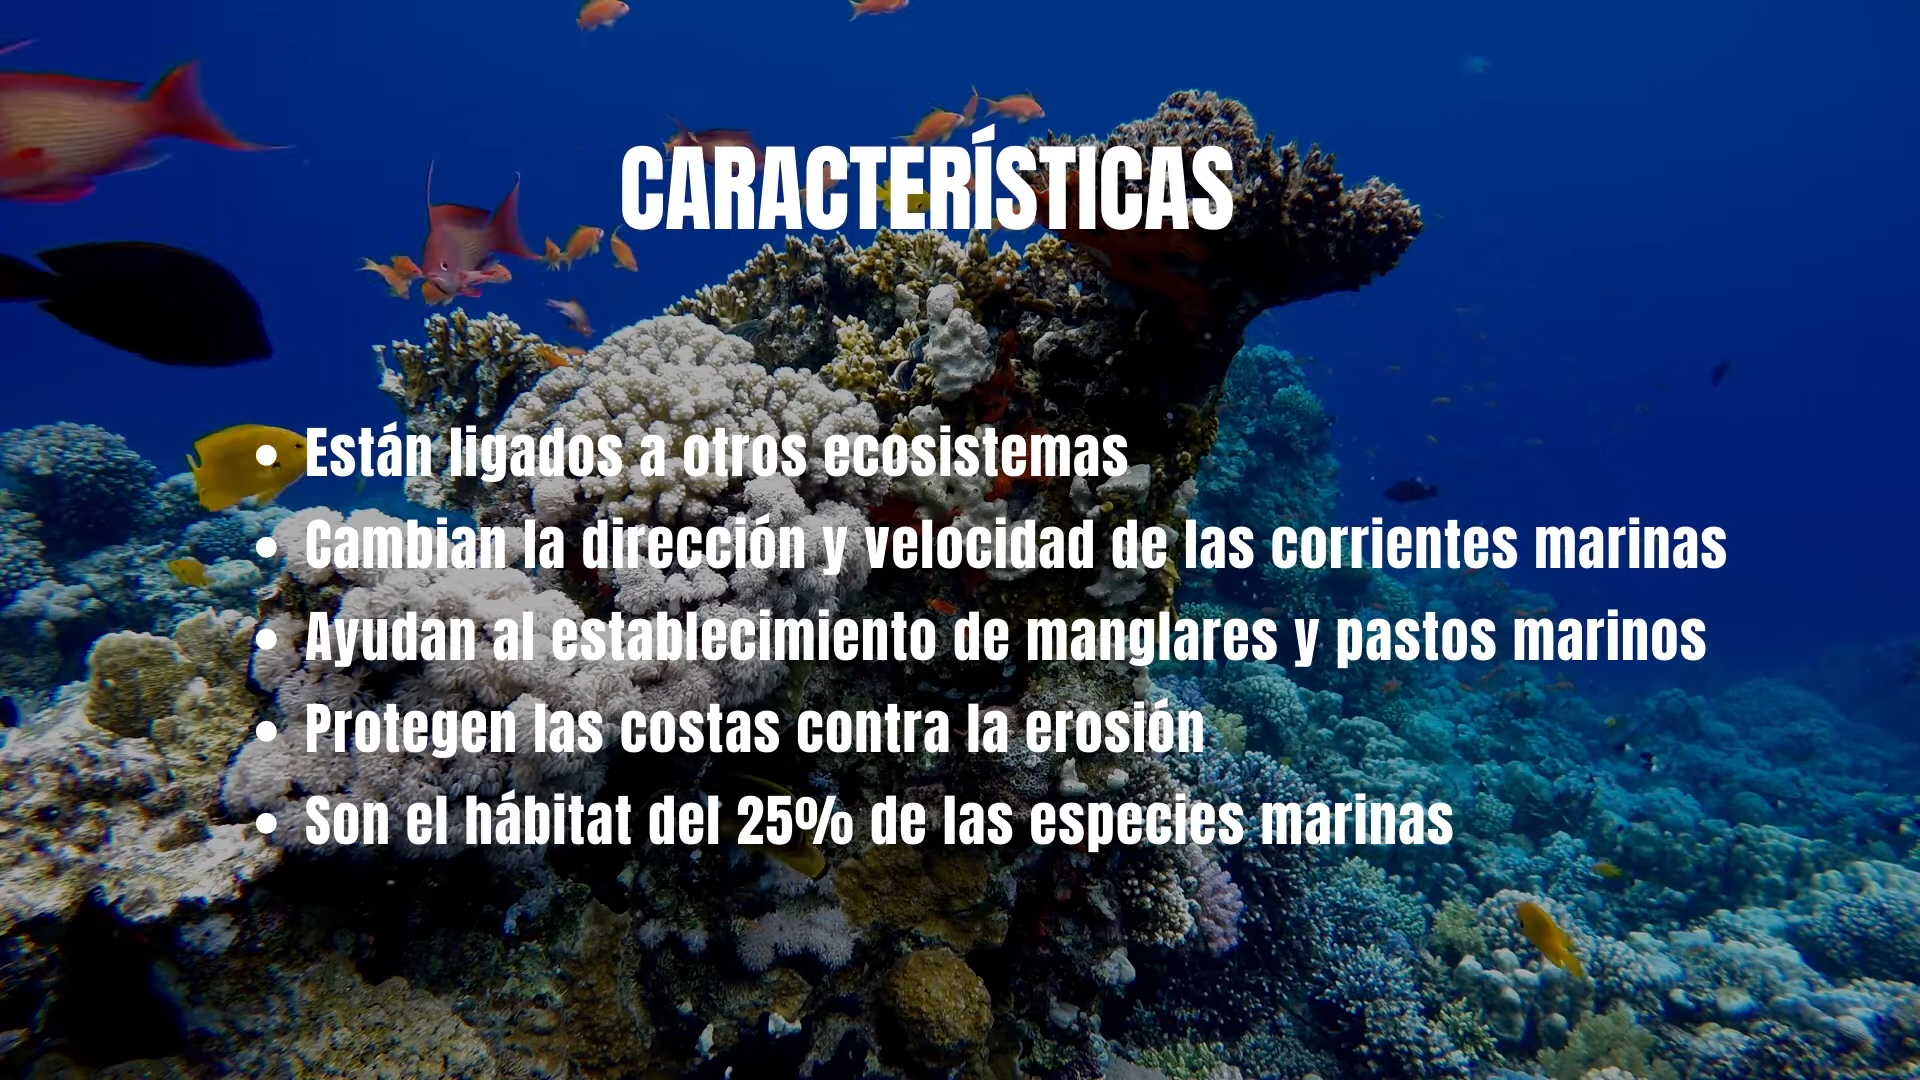 CARACTERÍSTICAS
• Están ligados a otros ecosistemas
• Cambian la dirección y velocidad de las corrientes marinas
• Ayudan al establecimiento de manglares y pastos marinos
• Protegen las costas contra la erosión
• Son el hábitat del 25% de las especies marinas